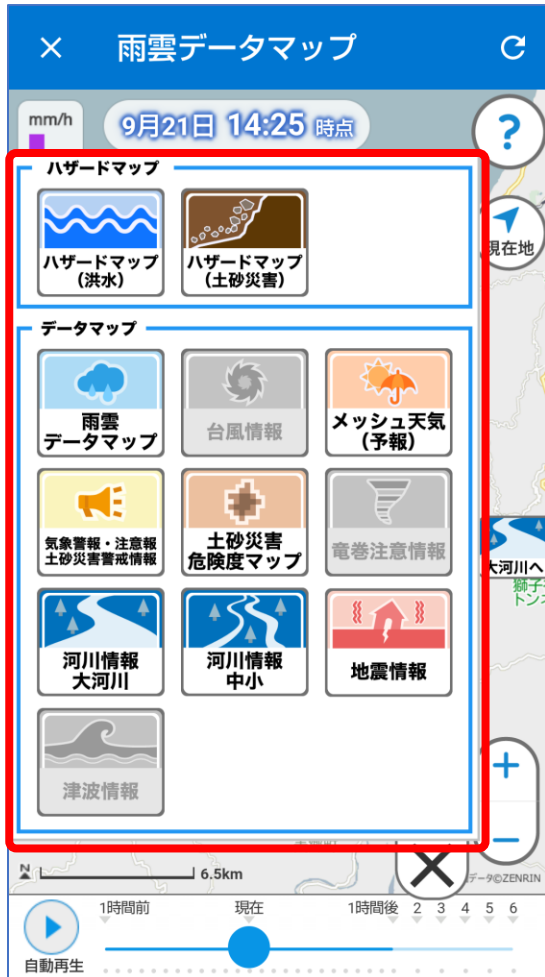 雨雲データマップ
mm/h
9月21日 14:25 時点
?
現在地
ハザードマップ
ハザードマップ
(洪水)
ハザードマップ
(土砂災害)
データマップ
雨雲
データマップ
台風情報
メッシュ天気
(予報)
気象警報・注意報
土砂災害警戒情報
土砂災害
危険度マップ
竜巻注意情報
大河川へ
河川情報
大河川
河川情報
中小
地震情報
津波情報
N
6.5km
データ©ZENRIN
1時間前 現在 1時間後 2 3 4 5 6
自動再生